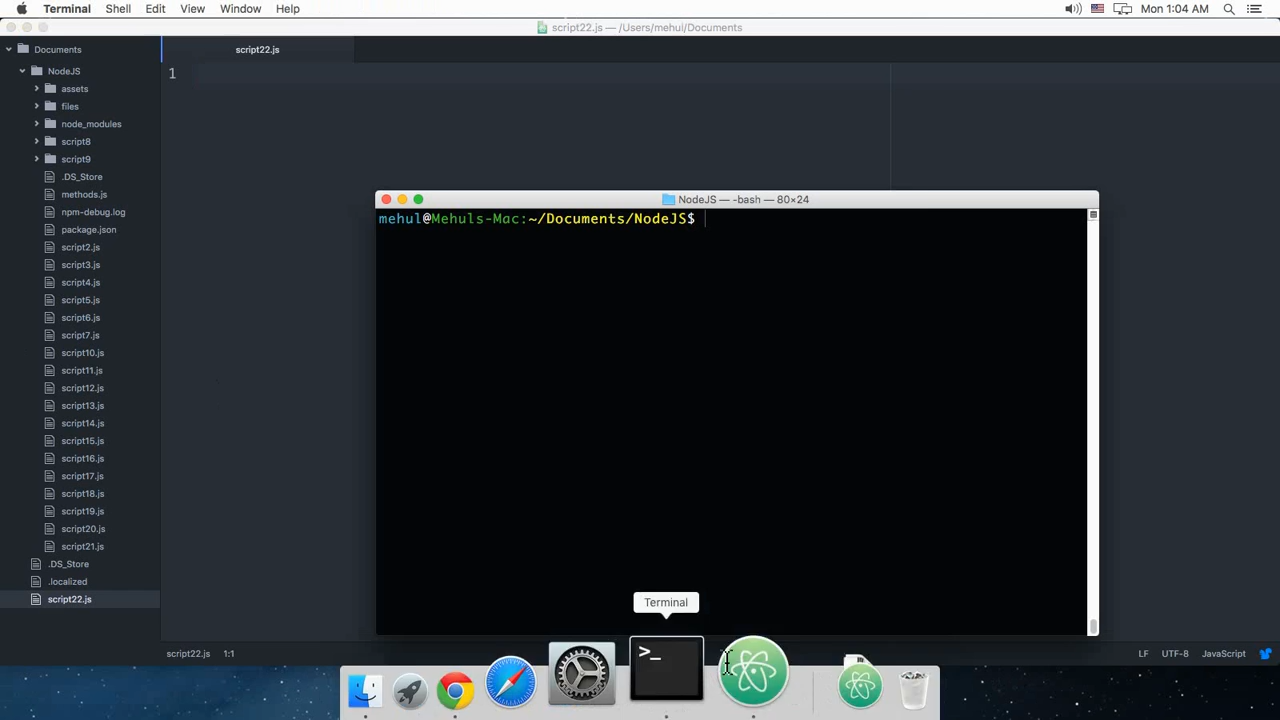 Terminal Shell Edit View Window Help Mon 1:04 AM
script22.js — /Users/mehul/Documents
Documents
NodeJS
assets
files
node_modules
script8
script9
.DS_Store
methods.js
npm-debug.log
package.json
script2.js
script3.js
script4.js
script5.js
script6.js
script7.js
script10.js
script11.js
script12.js
script13.js
script14.js
script15.js
script16.js
script17.js
script18.js
script19.js
script20.js
script21.js
.DS_Store
.localized
script22.js
script22.js
1
NodeJS — -bash — 80×24
mehul@Mehuls-Mac:~/Documents/NodeJS$
Terminal
script22.js 1:1 LF UTF-8 JavaScript
>_